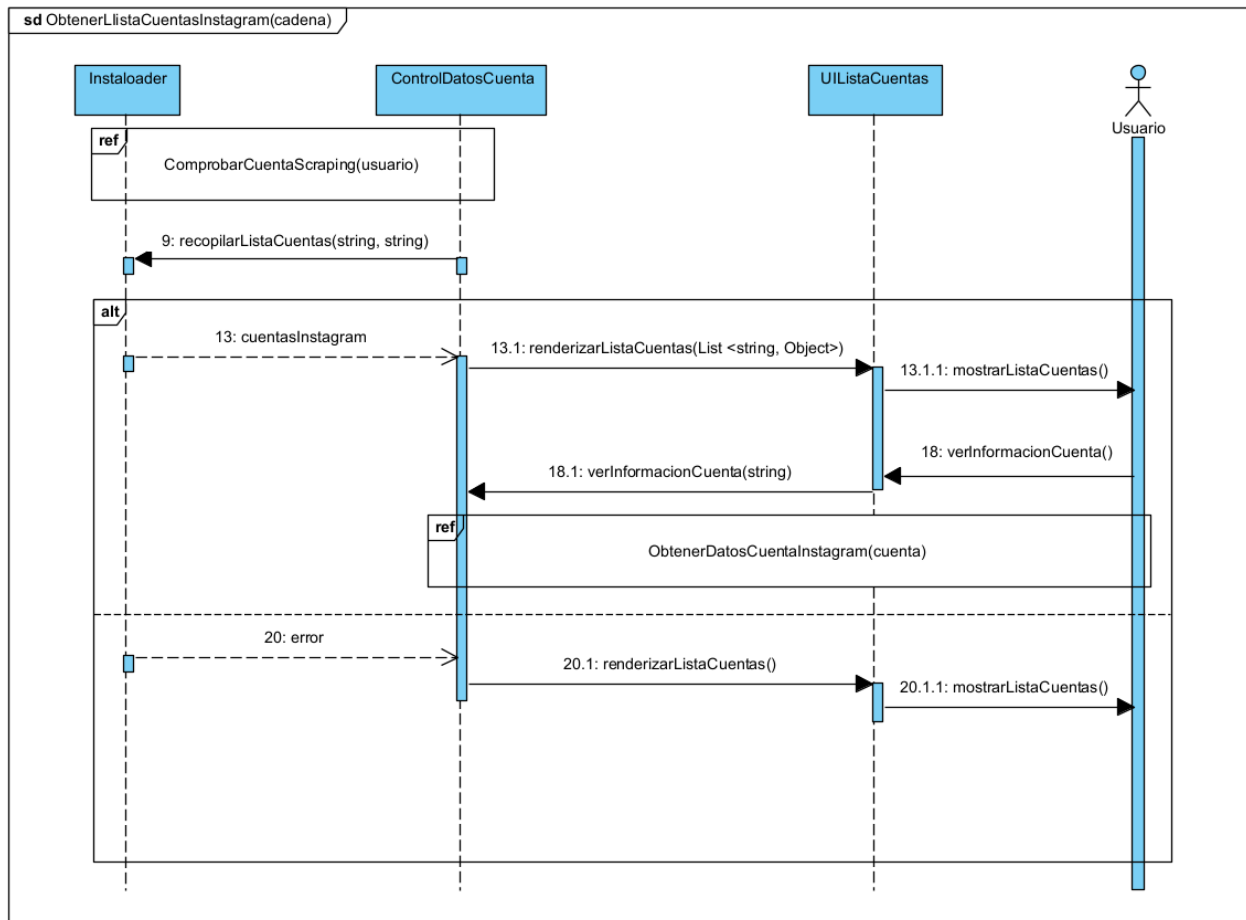 sd ObtenerLlistaCuentasInstagram(cadena)
Instaloader
ControlDatosCuenta
UIListaCuentas
Usuario
ref
ComprobarCuentaScraping(usuario)
9: recopilarListaCuentas(string, string)
alt
13: cuentasInstagram
13.1: renderizarListaCuentas(List <string, Object>)
13.1.1: mostrarListaCuentas()
18: verInformacionCuenta()
18.1: verInformacionCuenta(string)
ref
ObtenerDatosCuentaInstagram(cuenta)
20: error
20.1: renderizarListaCuentas()
20.1.1: mostrarListaCuentas()